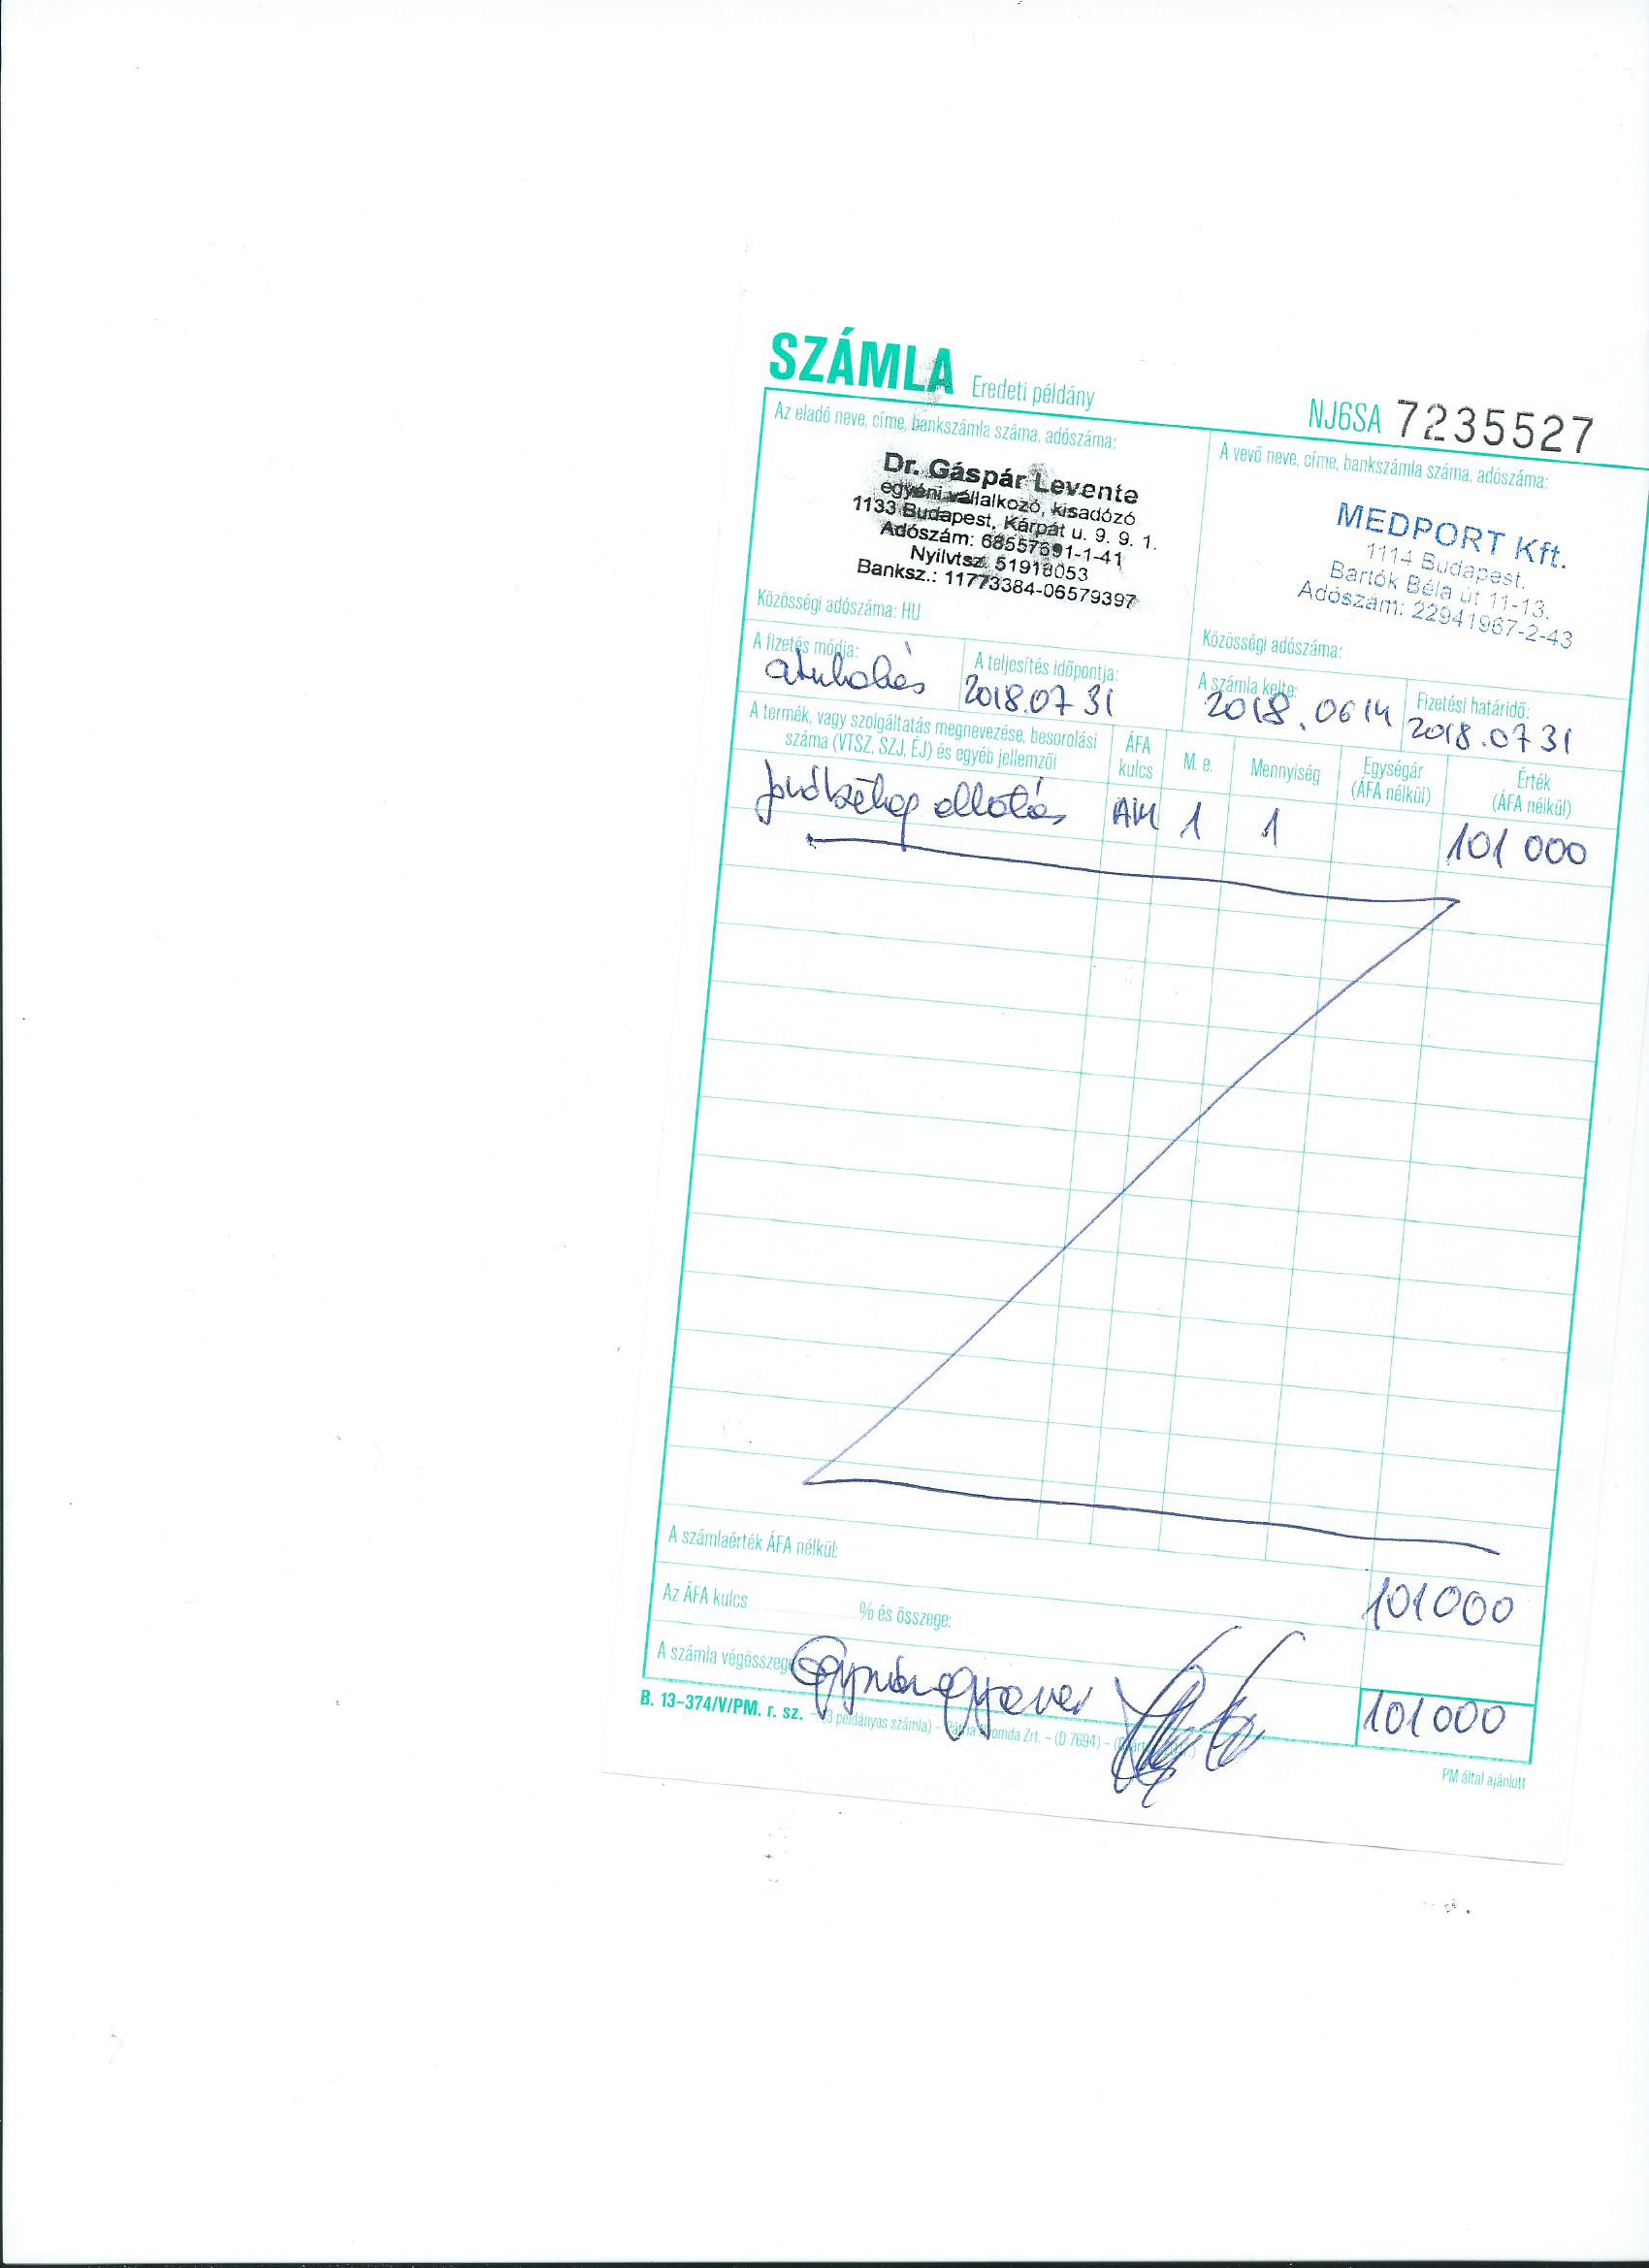 SZÁMLA Eredeti példány
NJ6SA 7235527
Az eladó neve, címe, bankszámla száma, adószáma:
Dr. Gáspár Levente
egyéni vállalkozó, kisadózó
1133 Budapest, Kárpát u. 9. 9. 1.
Adószám: 68557691-1-41
Nyilvtsz. 51918053
Banksz.: 11773384-06579397
Közösségi adószáma: HU
A vevő neve, címe, bankszámla száma, adószáma:
MEDPORT Kft.
1114 Budapest.
Bartók Béla út 11-13.
Adószám: 22941967-2-43
Közösségi adószáma:
A fizetés módja:
átutalás
A teljesítés időpontja:
2018.07 31
A számla kelte:
2018.06 14
Fizetési határidő:
2018.07 31
A termék, vagy szolgáltatás megnevezése, besorolási
száma (VTSZ, SZJ, ÉJ) és egyéb jellemzői
ÁFA
kulcs
M. e.
Mennyiség
Egységár
(ÁFA nélkül)
Érték
(ÁFA nélkül)
járóbeteg ellátás AM 1 1 101 000
A számlaérték ÁFA nélkül:
101000
Az ÁFA kulcs % és összege:
A számla végösszege
Egyszázegyezer
101000
B. 13-374/V/PM. r. sz. - (3 példányos számla) - Zrt. - (D 7694) -
PM által ajánlott